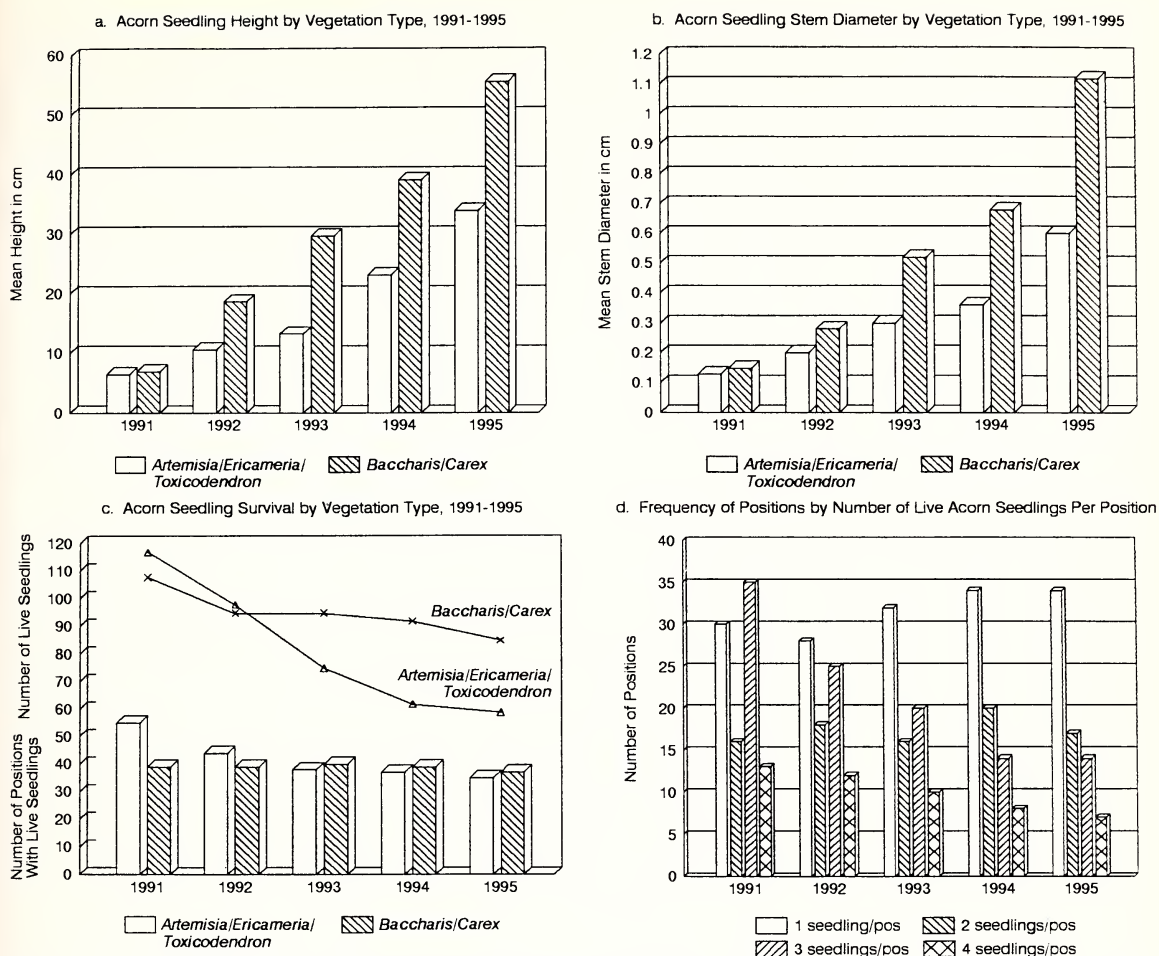 a. Acorn Seedling Height by Vegetation Type, 1991-1995
Mean Height in cm
60
50
40
30
20
10
0
1991 1992 1993 1994 1995
Artemisia/Ericameria/ Baccharis/Carex
Toxicodendron
b. Acorn Seedling Stem Diameter by Vegetation Type, 1991-1995
Mean Stem Diameter in cm
1.2
1.1
1
0.9
0.8
0.7
0.6
0.5
0.4
0.3
0.2
0.1
0
1991 1992 1993 1994 1995
Artemisia/Ericameria/ Baccharis/Carex
Toxicodendron
c. Acorn Seedling Survival by Vegetation Type, 1991-1995
Number of Live Seedlings
Number of Positions
With Live Seedlings
120
110
100
90
80
70
60
50
40
30
20
10
0
Baccharis/Carex
Artemisia/Ericameria/
Toxicodendron
1991 1992 1993 1994 1995
Artemisia/Ericameria/ Baccharis/Carex
Toxicodendron
d. Frequency of Positions by Number of Live Acorn Seedlings Per Position
Number of Positions
40
35
30
25
20
15
10
5
0
1991 1992 1993 1994 1995
1 seedling/pos 2 seedlings/pos
3 seedlings/pos 4 seedlings/pos